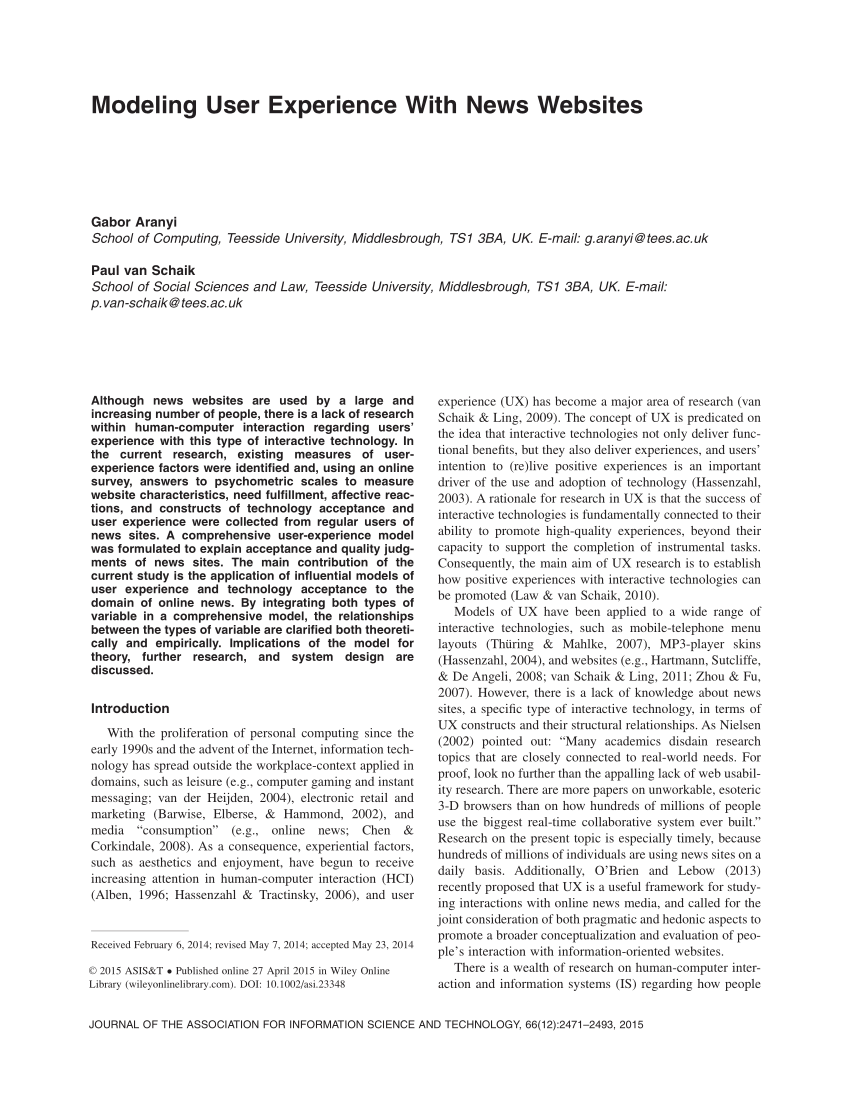 Modeling User Experience With News Websites
Gabor Aranyi
School of Computing, Teesside University, Middlesbrough, TS1 3BA, UK. E-mail: g.aranyi@tees.ac.uk
Paul van Schaik
School of Social Sciences and Law, Teesside University, Middlesbrough, TS1 3BA, UK. E-mail:
p.van-schaik@tees.ac.uk
Although news websites are used by a large and
increasing number of people, there is a lack of research
within human-computer interaction regarding users’
experience with this type of interactive technology. In
the current research, existing measures of user-
experience factors were identified and, using an online
survey, answers to psychometric scales to measure
website characteristics, need fulfillment, affective reac-
tions, and constructs of technology acceptance and
user experience were collected from regular users of
news sites. A comprehensive user-experience model
was formulated to explain acceptance and quality judg-
ments of news sites. The main contribution of the
current study is the application of influential models of
user experience and technology acceptance to the
domain of online news. By integrating both types of
variable in a comprehensive model, the relationships
between the types of variable are clarified both theoreti-
cally and empirically. Implications of the model for
theory, further research, and system design are
discussed.
Introduction
With the proliferation of personal computing since the
early 1990s and the advent of the Internet, information tech-
nology has spread outside the workplace-context applied in
domains, such as leisure (e.g., computer gaming and instant
messaging; van der Heijden, 2004), electronic retail and
marketing (Barwise, Elberse, & Hammond, 2002), and
media “consumption” (e.g., online news; Chen &
Corkindale, 2008). As a consequence, experiential factors,
such as aesthetics and enjoyment, have begun to receive
increasing attention in human-computer interaction (HCI)
(Alben, 1996; Hassenzahl & Tractinsky, 2006), and user
Received February 6, 2014; revised May 7, 2014; accepted May 23, 2014
© 2015 ASIS&T • Published online 27 April 2015 in Wiley Online
Library (wileyonlinelibrary.com). DOI: 10.1002/asi.23348
experience (UX) has become a major area of research (van
Schaik & Ling, 2009). The concept of UX is predicated on
the idea that interactive technologies not only deliver func-
tional benefits, but they also deliver experiences, and users’
intention to (re)live positive experiences is an important
driver of the use and adoption of technology (Hassenzahl,
2003). A rationale for research in UX is that the success of
interactive technologies is fundamentally connected to their
ability to promote high-quality experiences, beyond their
capacity to support the completion of instrumental tasks.
Consequently, the main aim of UX research is to establish
how positive experiences with interactive technologies can
be promoted (Law & van Schaik, 2010).
Models of UX have been applied to a wide range of
interactive technologies, such as mobile-telephone menu
layouts (Thüring & Mahlke, 2007), MP3-player skins
(Hassenzahl, 2004), and websites (e.g., Hartmann, Sutcliffe,
& De Angeli, 2008; van Schaik & Ling, 2011; Zhou & Fu,
2007). However, there is a lack of knowledge about news
sites, a specific type of interactive technology, in terms of
UX constructs and their structural relationships. As Nielsen
(2002) pointed out: “Many academics disdain research
topics that are closely connected to real-world needs. For
proof, look no further than the appalling lack of web usabil-
ity research. There are more papers on unworkable, esoteric
3-D browsers than on how hundreds of millions of people
use the biggest real-time collaborative system ever built.”
Research on the present topic is especially timely, because
hundreds of millions of individuals are using news sites on a
daily basis. Additionally, O’Brien and Lebow (2013)
recently proposed that UX is a useful framework for study-
ing interactions with online news media, and called for the
joint consideration of both pragmatic and hedonic aspects to
promote a broader conceptualization and evaluation of peo-
ple’s interaction with information-oriented websites.
There is a wealth of research on human-computer inter-
action and information systems (IS) regarding how people
JOURNAL OF THE ASSOCIATION FOR INFORMATION SCIENCE AND TECHNOLOGY, 66(12):2471–2493, 2015